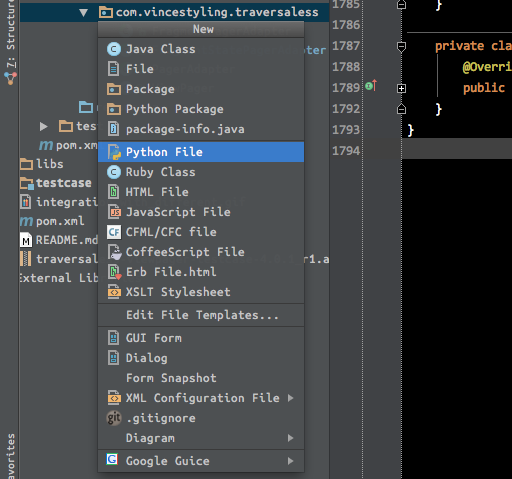 com.vincestyling.traversaless
New
Java Class
File
Package
Python Package
package-info.java
Python File
Ruby Class
HTML File
JavaScript File
CFML/CFC file
CoffeeScript File
Erb File.html
XSLT Stylesheet
Edit File Templates...
GUI Form
Dialog
Form Snapshot
XML Configuration File
.gitignore
Diagram
Google Guice
Z: Structure
tes
pom.xm
libs
testcase
integrati
pom.xml
README.md
traversal
External Lib
avorites
1785 }
1786
1787 private cla
1788 @Overri
1789 public
1792 }
1793 }
1794